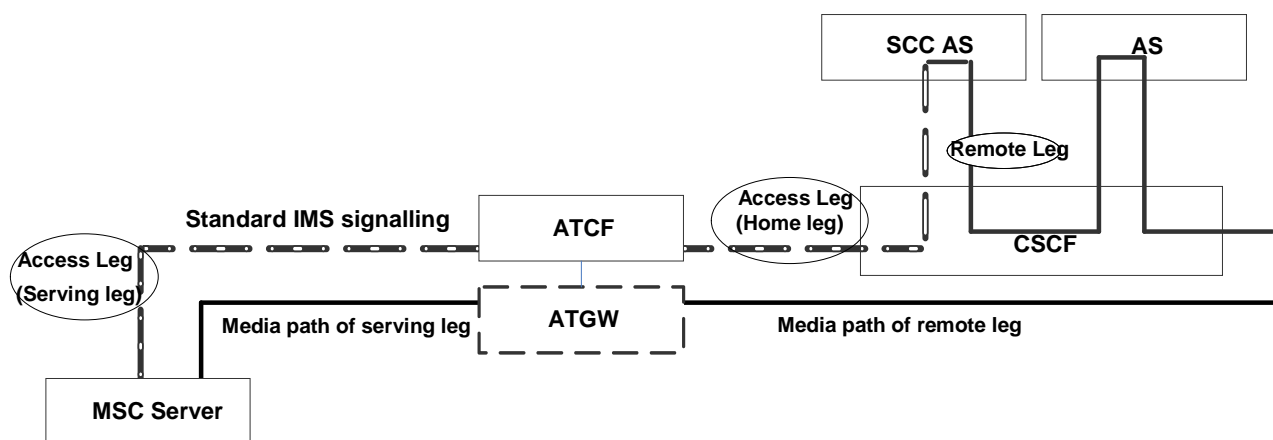 SCC AS
AS
Remote Leg
Access Leg
(Home leg)
Standard IMS signalling
ATCF
CSCF
Access Leg
(Serving leg)
ATGW
Media path of serving leg
Media path of remote leg
MSC Server